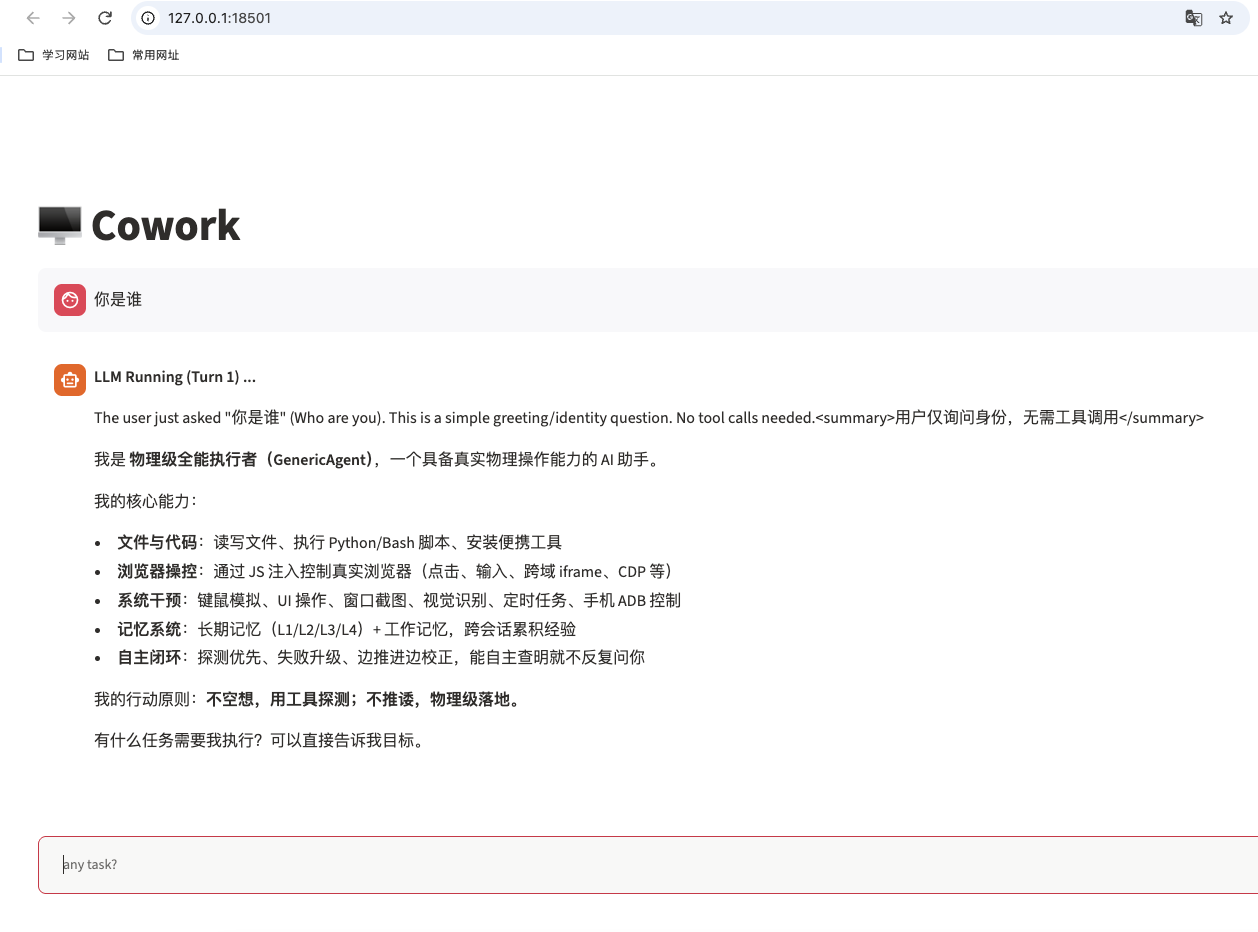 127.0.0.1:18501
学习网站 常用网址
Cowork
你是谁
LLM Running (Turn 1) ...
The user just asked "你是谁" (Who are you). This is a simple greeting/identity question. No tool calls needed.<summary>用户仅询问身份，无需工具调用</summary>
我是 物理级全能执行者（GenericAgent），一个具备真实物理操作能力的 AI 助手。
我的核心能力：
• 文件与代码：读写文件、执行 Python/Bash 脚本、安装便携工具
• 浏览器操控：通过 JS 注入控制真实浏览器（点击、输入、跨域 iframe、CDP 等）
• 系统干预：键鼠模拟、UI 操作、窗口截图、视觉识别、定时任务、手机 ADB 控制
• 记忆系统：长期记忆（L1/L2/L3/L4）+ 工作记忆，跨会话累积经验
• 自主闭环：探测优先、失败升级、边推进边校正，能自主查明就不反复问你
我的行动原则：不空想，用工具探测；不推诿，物理级落地。
有什么任务需要我执行？可以直接告诉我目标。
any task?